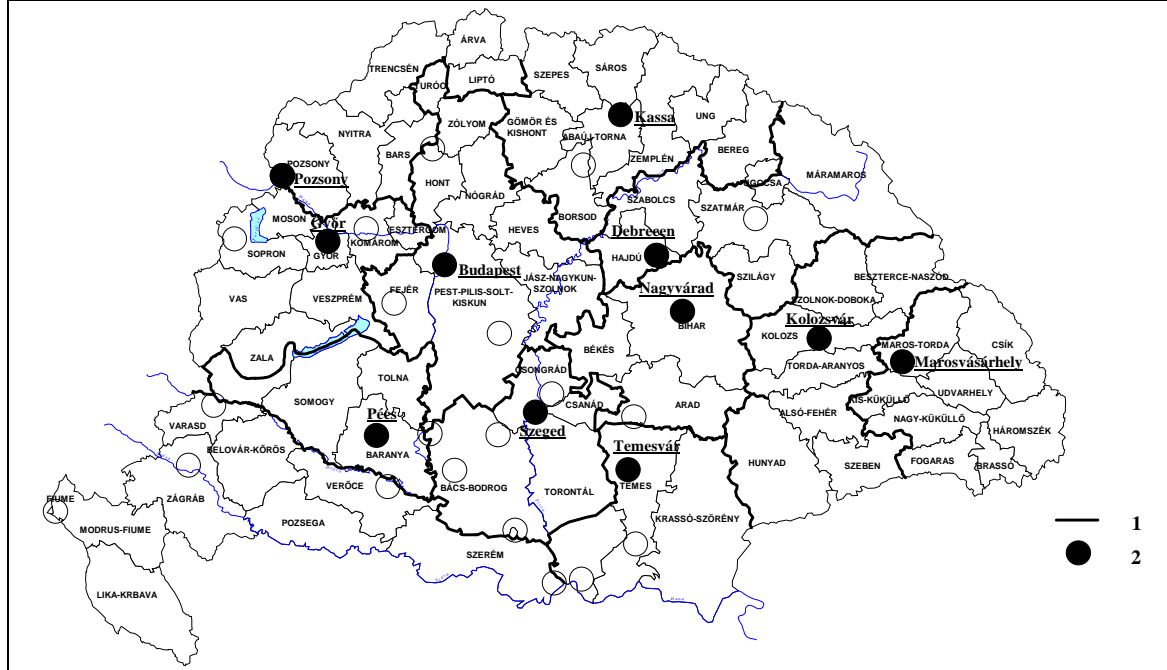 ÁRVA
TRENCSÉN
TURÓO
LIPTÓ
SZEPES
SÁROS
NYITRA
ZÓLYOM
GÖMÖR ÉS
KISHONT
Kassa
ABAÚJ-TORNA
UNG
BARS
ZEMPLÉN
BEREG
POZSONY
Pozsony
HONT
NÓGRÁD
MÁRAMAROS
SZABOLCS
SZATMÁR
MOSON
Győr
GYŐR
KOMÁROM
ESZTERGOM
HEVES
BORSOD
Debrecen
HAJDÚ
SOPRON
Budapest
FEJÉR
PEST-PILIS-SOLT-
KISKUN
JÁSZ-NAGYKUN-
SZOLNOK
Nagyvárad
BIHAR
SZILÁGY
BESZTERCE-NASZÓD
SZOLNOK-DOBOKA
VAS
VESZPRÉM
Kolozsvár
KOLOZS
MAROS-TORDA
CSÍK
Marosvásárhely
ZALA
BÉKÉS
TORDA-ARANYOS
TOLNA
CSONGRÁD
UDVARHELY
SOMOGY
CSANÁD
ARAD
ALSÓ-FEHÉR
KIS-KÜKÜLLŐ
NAGY-KÜKÜLLŐ
Pécs
BARANYA
Szeged
HÁROMSZÉK
VARASD
BELOVÁR-KŐRÖS
Temesvár
TEMES
HUNYAD
SZEBEN
FOGARAS
BRASSÓ
ZÁGRÁB
VERŐCE
BÁCS-BODROG
TORONTÁL
FIUME
MODRUS-FIUME
POZSEGA
KRASSÓ-SZÖRÉNY
SZERÉM
LIKA-KRBAVA
1
2